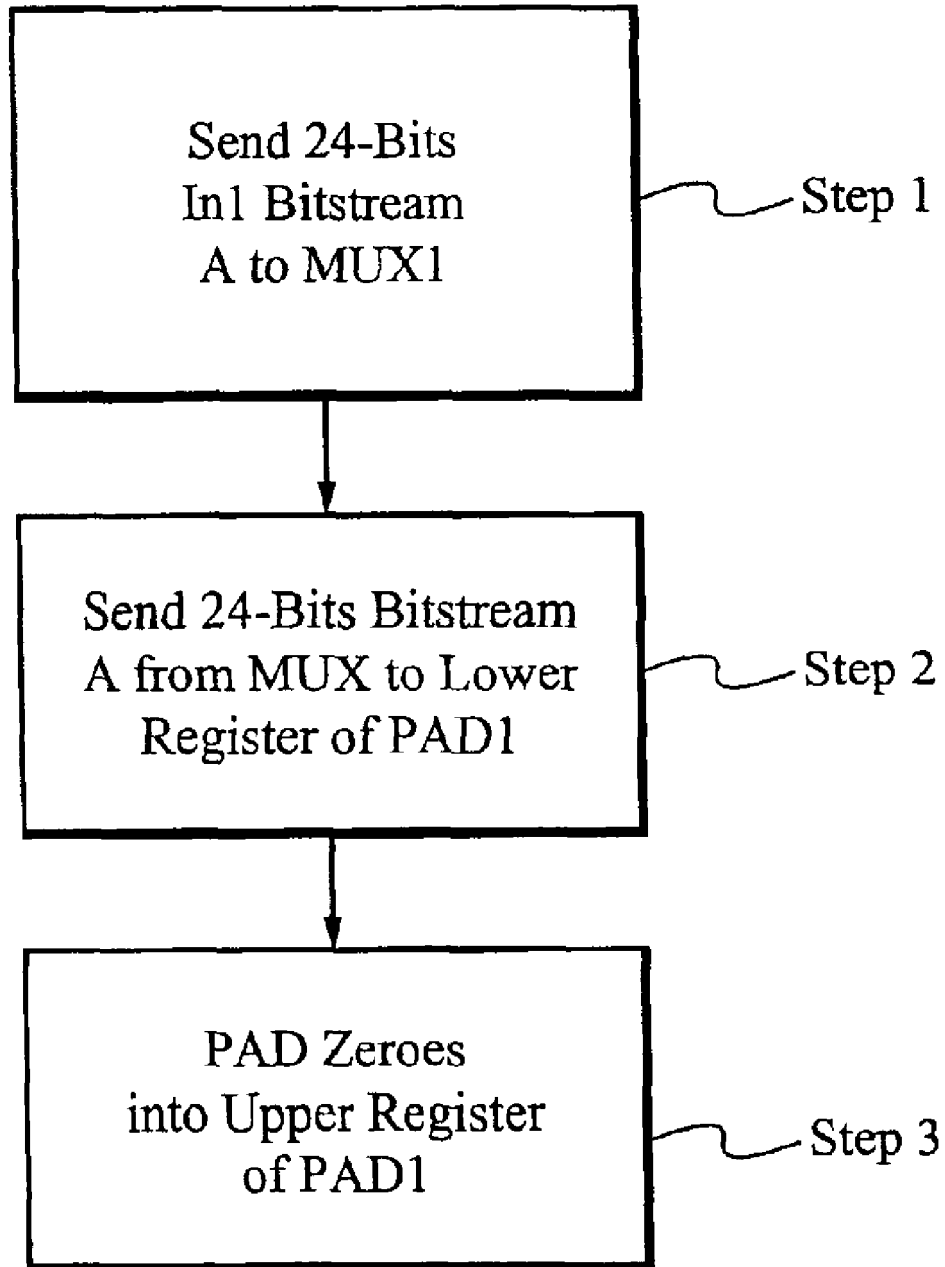 Send 24-Bits
In1 Bitstream
A to MUX1
Step 1
Send 24-Bits Bitstream
A from MUX to Lower
Register of PAD1
Step 2
PAD Zeroes
into Upper Register
of PAD1
Step 3